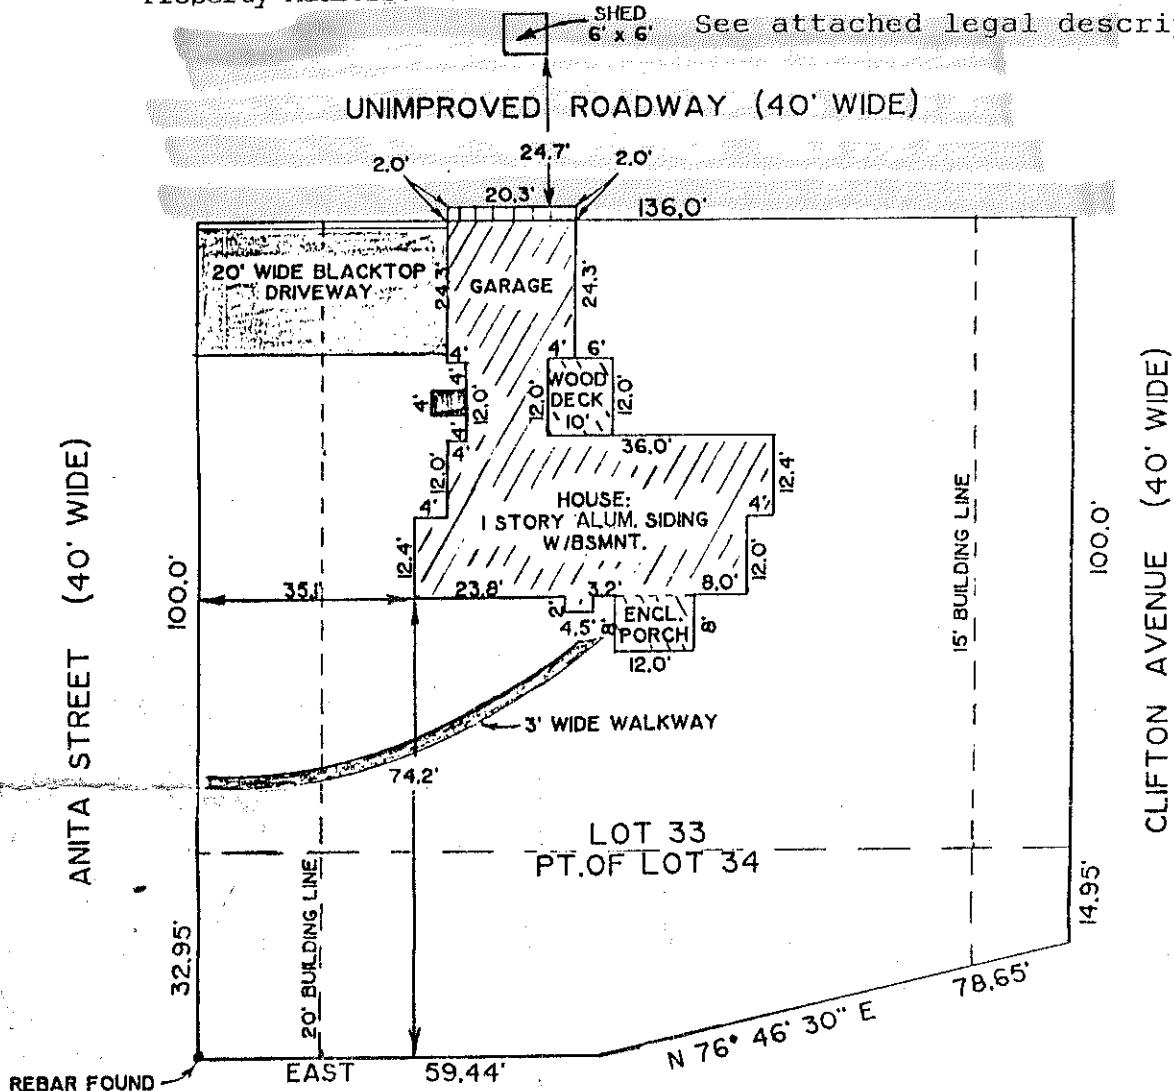 SHED
6' x 6'
See attached legal descri
UNIMPROVED ROADWAY (40' WIDE)
2.0'
24.7'
2.0'
20.3'
136.0'
20' WIDE BLACKTOP
DRIVEWAY
24.3'
GARAGE
24.3
4'
4'
4'
12.0'
4'
4'
4'
6'
12.0'
WOOD
DECK
10'
12.0'
36.0'
12.0'
4'
12.4'
HOUSE:
1 STORY ALUM. SIDING
W/BSMNT.
12.4'
4'
12.0'
ANITA STREET (40' WIDE)
100.0'
35.1'
23.8'
2'
3.2'
8.0'
4.5'
8'
ENCL.
PORCH
8'
12.0'
15' BUILDING LINE
100.0'
CLIFTON AVENUE (40' WIDE)
3' WIDE WALKWAY
74.2'
LOT 33
PT. OF LOT 34
32.95'
20' BUILDING LINE
14.95'
78.65'
N 76° 46' 30" E
REBAR FOUND
EAST 59.44'